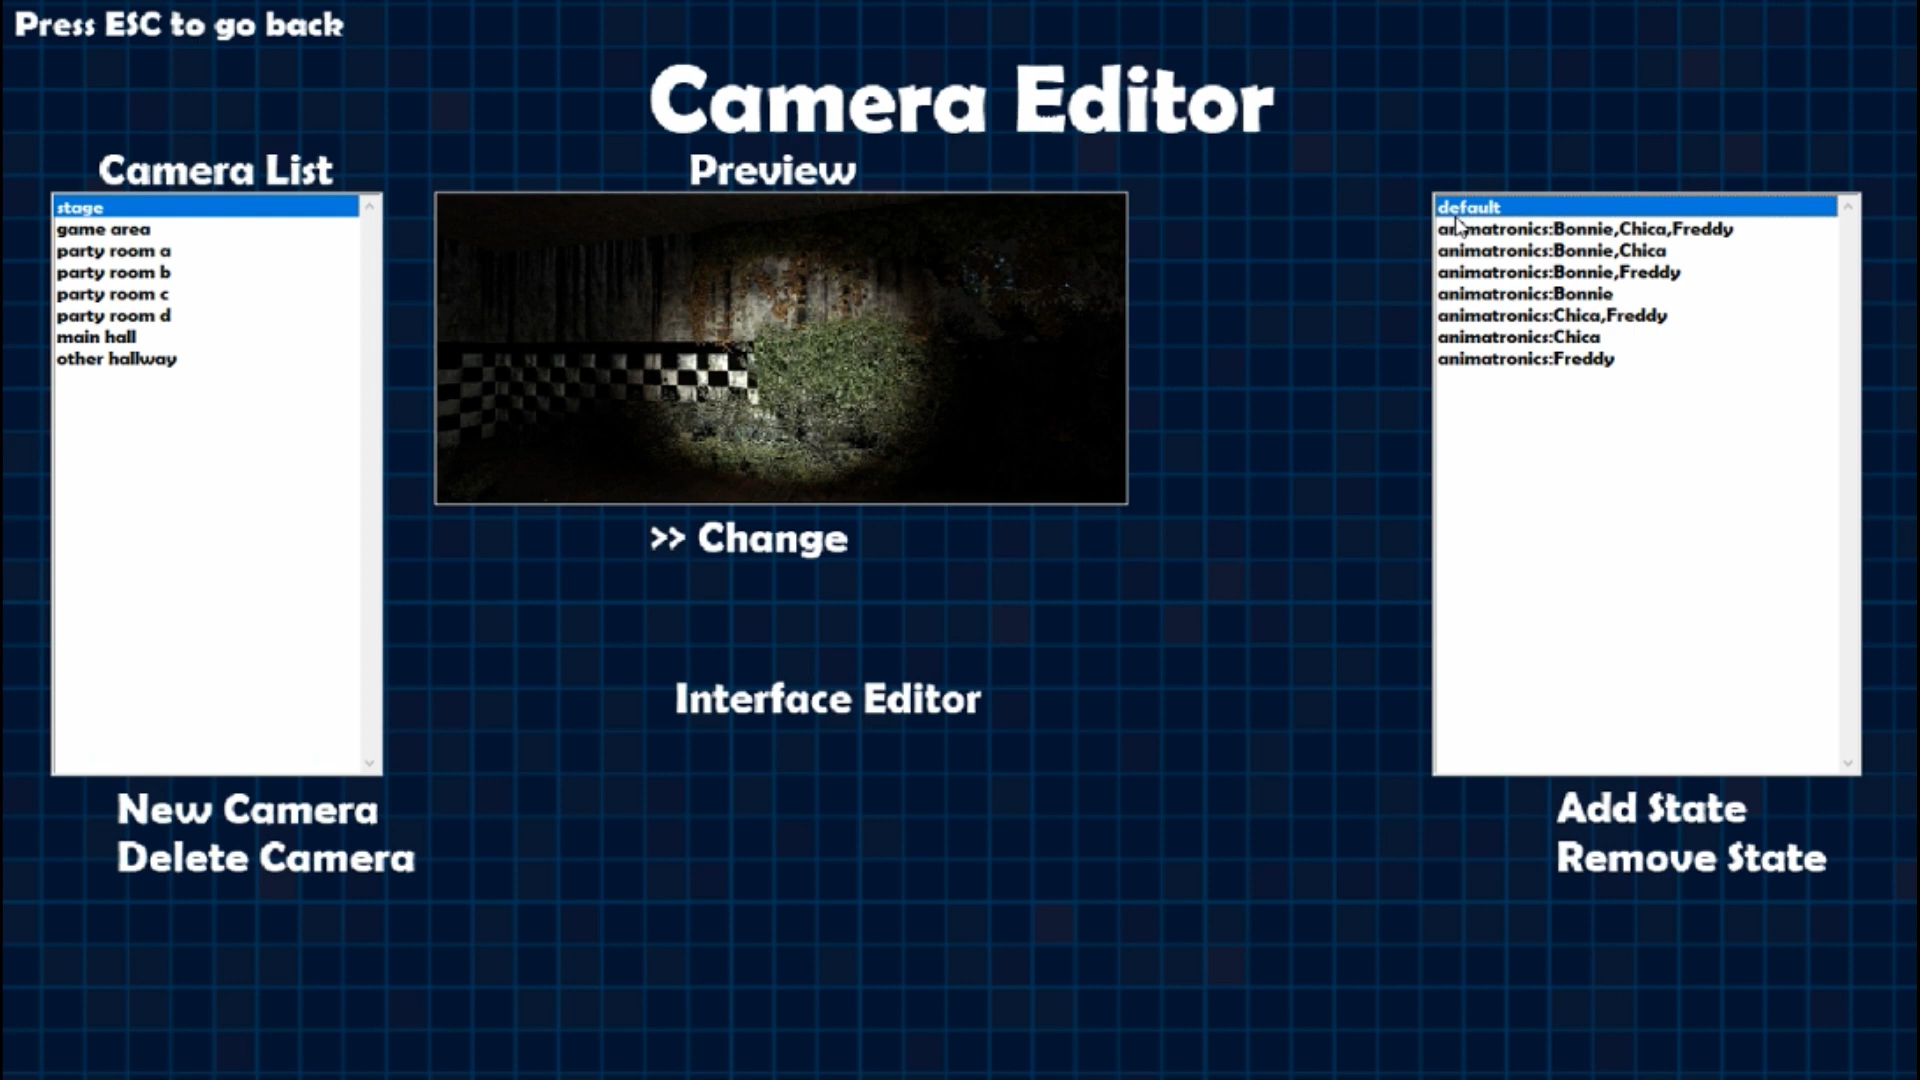 Press ESC to go back
Camera Editor
Camera List
stage
game area
party room a
party room b
party room c
party room d
main hall
other hallway
New Camera
Delete Camera
Preview
>> Change
Interface Editor
default
animatronics:Bonnie,Chica,Freddy
animatronics:Bonnie,Chica
animatronics:Bonnie,Freddy
animatronics:Bonnie
animatronics:Chica,Freddy
animatronics:Chica
animatronics:Freddy
Add State
Remove State